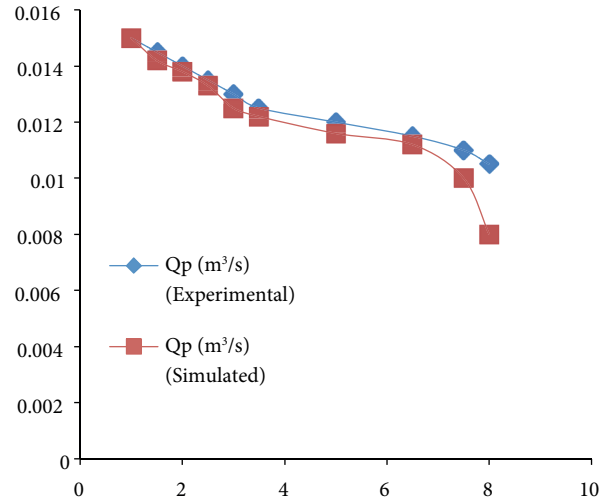 0.016
0.014
0.012
0.01
0.008
0.006
0.004
0.002
0
Qp (m³/s)
(Experimental)
Qp (m³/s)
(Simulated)
0 2 4 6 8 10